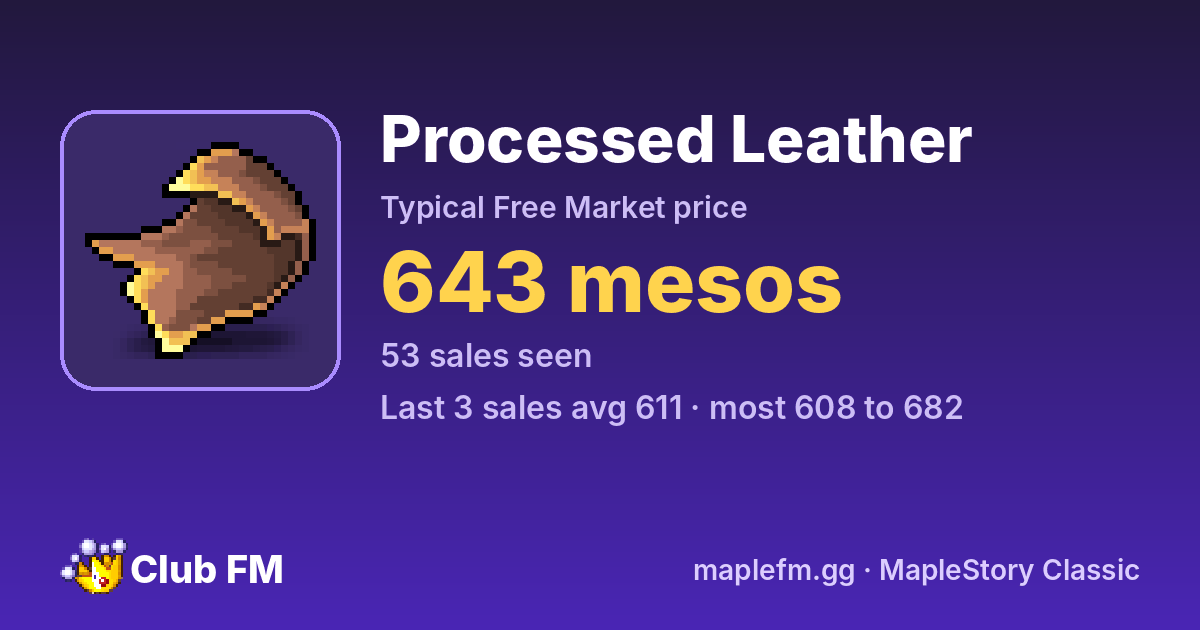 Processed Leather
Typical Free Market price
643 mesos
53 sales seen
Last 3 sales avg 611 · most 608 to 682
Club FM
maplefm.gg · MapleStory Classic